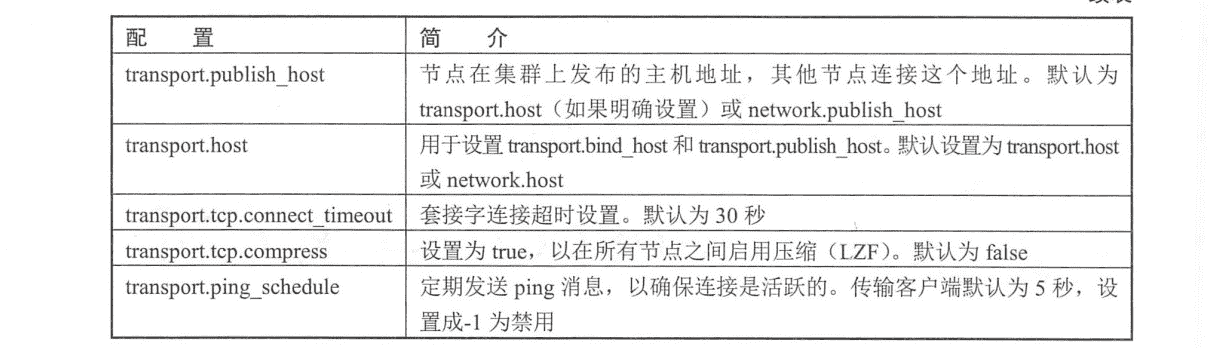 配 置 简 介
transport.publish_host 节点在集群上发布的主机地址，其他节点连接这个地址。默认为
transport.host（如果明确设置）或 network.publish_host
transport.host 用于设置 transport.bind_host 和 transport.publish_host。默认设置为 transport.host
或 network.host
transport.tcp.connect_timeout 套接字连接超时设置。默认为 30 秒
transport.tcp.compress 设置为 true，以在所有节点之间启用压缩（LZF）。默认为 false
transport.ping_schedule 定期发送 ping 消息，以确保连接是活跃的。传输客户端默认为 5 秒，设
置成-1 为禁用